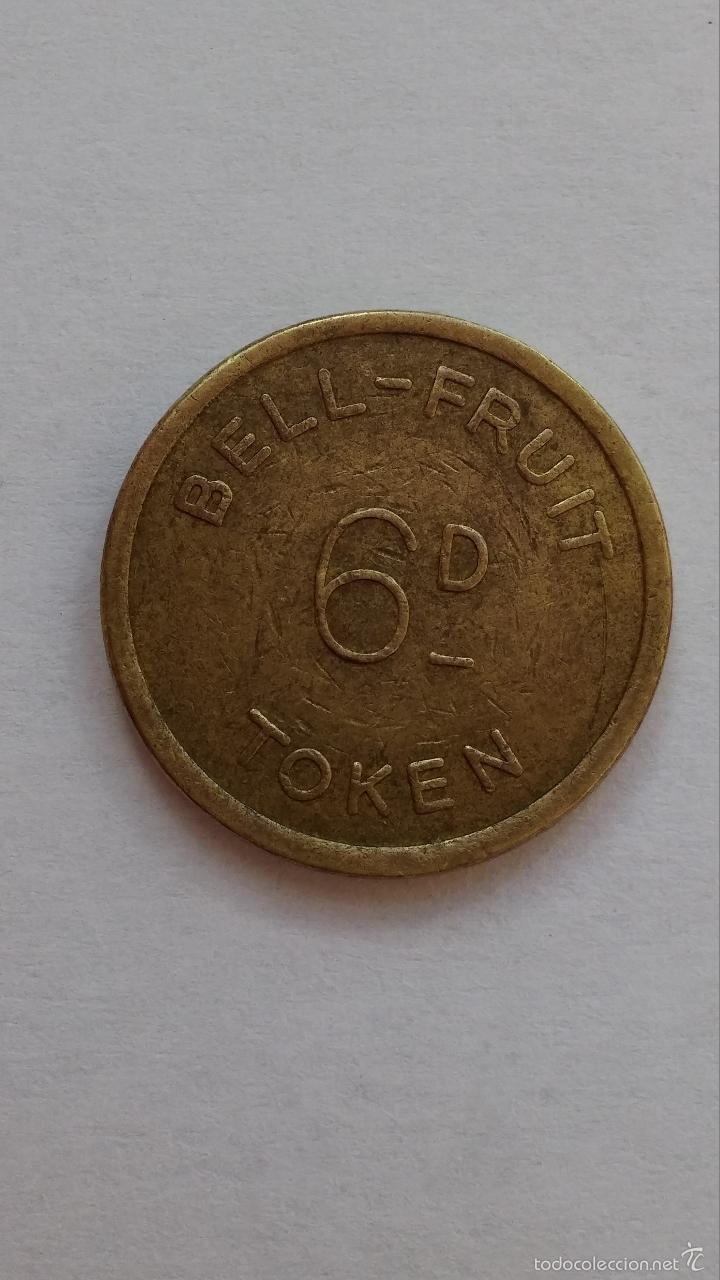 BELL-FRUIT
6D
TOKEN
todocoleccion.net